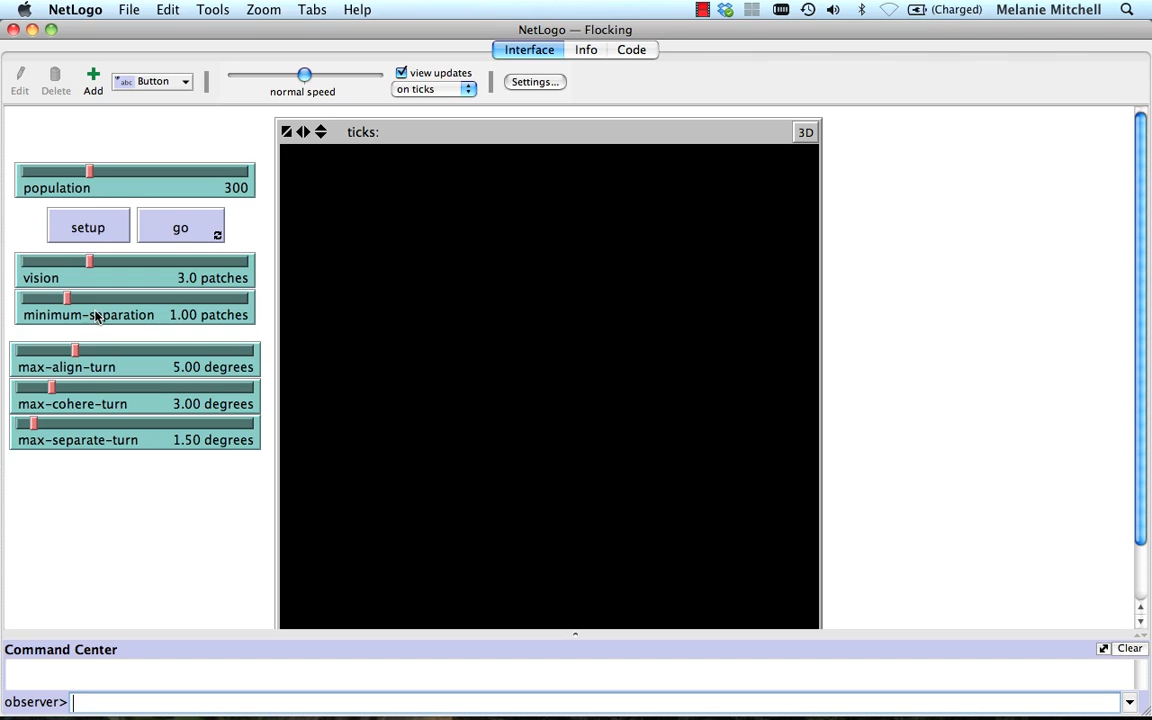 NetLogo File Edit Tools Zoom Tabs Help (Charged) Melanie Mitchell
NetLogo — Flocking
Interface Info Code
Edit Delete Add abc Button normal speed view updates on ticks Settings...
ticks: 3D
population 300
setup go
vision 3.0 patches
minimum-separation 1.00 patches
max-align-turn 5.00 degrees
max-cohere-turn 3.00 degrees
max-separate-turn 1.50 degrees
Command Center Clear
observer>